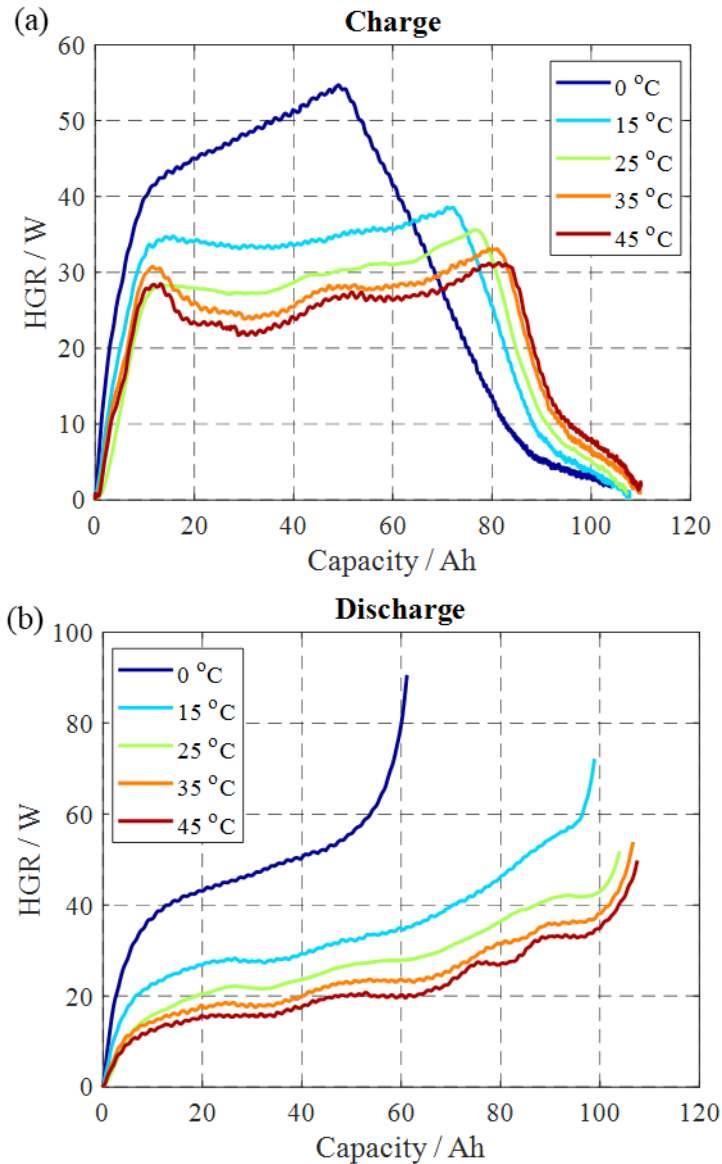 (a)
Charge
60
50
40
30
20
10
0
HGR / W
0 °C
15 °C
25 °C
35 °C
45 °C
0 20 40 60 80 100 120
Capacity / Ah
(b)
Discharge
100
80
60
40
20
0
HGR / W
0 °C
15 °C
25 °C
35 °C
45 °C
0 20 40 60 80 100 120
Capacity / Ah